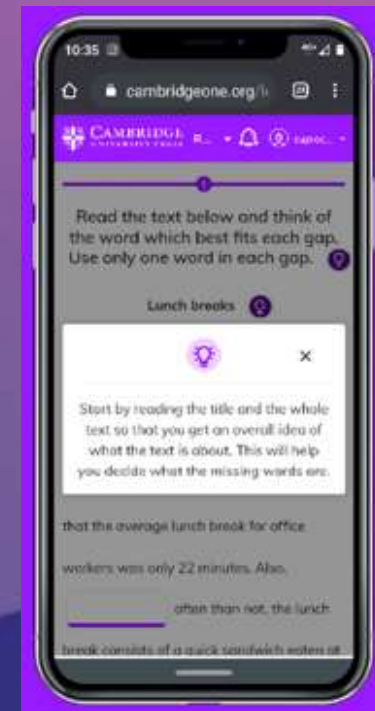 10:35
cambridgeone.org/l
CAMBRIDGE
UNIVERSITY PRESS
R...
Read the text below and think of
the word which best fits each gap.
Use only one word in each gap.
Lunch breaks
Start by reading the title and the whole
text so that you get an overall idea of
what the text is about. This will help
you decide what the missing words are.
that the average lunch break for office
workers was only 22 minutes. Also,
often than not, the lunch
break consists of a quick sandwich eaten at